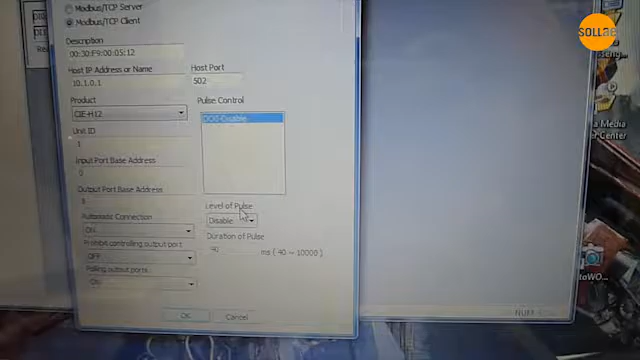 Modbus/TCP Server
Modbus/TCP Client
Description
00:30:F9:00:05:12
Host IP Address or Name
Host Port
10.1.0.1
502
Product
Pulse Control
CIE-H12
DO0-Disable
Unit ID
1
Input Port Base Address
0
Output Port Base Address
8
Level of Pulse
Automatic Connection
Disable
ON
Duration of Pulse
Prohibit controlling output port
40
ms ( 40 ~ 10000 )
OFF
Polling output ports
ON
OK
Cancel
NUM
SOLLAE
Media
Center